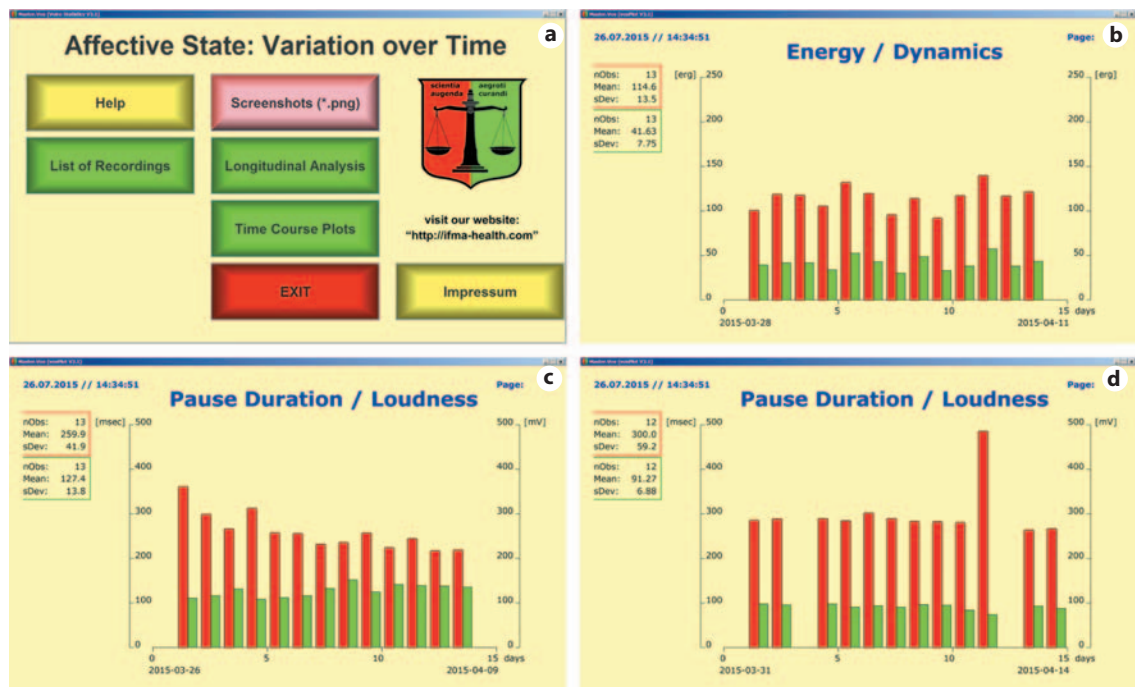 a
Affective State: Variation over Time
Help
Screenshots (*.png)
scientia augenda
aegroti curandi
List of Recordings
Longitudinal Analysis
Time Course Plots
visit our website:
"http://ifma-health.com"
EXIT
Impressum
b
26.07.2015 // 14:34:51
Page:
Energy / Dynamics
nObs: 13
Mean: 114.6
sDev: 13.5
nObs: 13
Mean: 41.63
sDev: 7.75
[erg] 250
250 [erg]
200
200
150
150
100
100
50
50
0
0
0 5 10 15 days
2015-03-28
2015-04-11
c
26.07.2015 // 14:34:51
Page:
Pause Duration / Loudness
nObs: 13
Mean: 259.9
sDev: 41.9
nObs: 13
Mean: 127.4
sDev: 13.8
[msec] 500
500 [mV]
400
400
300
300
200
200
100
100
0
0
0 5 10 15 days
2015-03-26
2015-04-09
d
26.07.2015 // 14:34:51
Page:
Pause Duration / Loudness
nObs: 12
Mean: 300.0
sDev: 59.2
nObs: 12
Mean: 91.27
sDev: 6.88
[msec] 500
500 [mV]
400
400
300
300
200
200
100
100
0
0
0 5 10 15 days
2015-03-31
2015-04-14